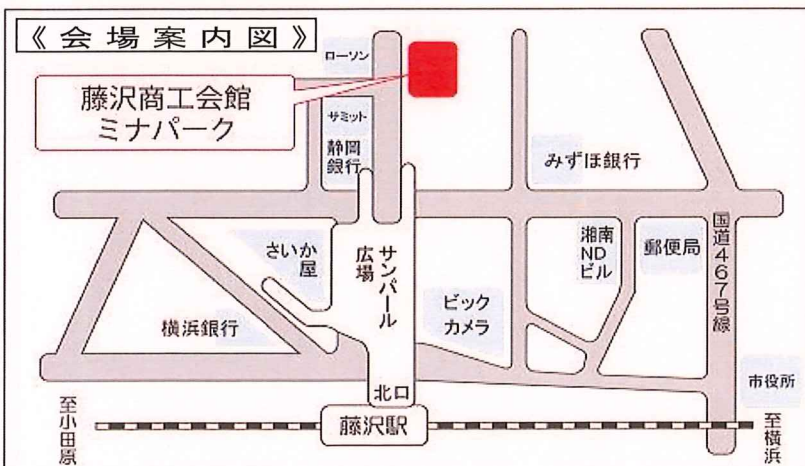 《会場案内図》
ローソン
藤沢商工会館
ミナパーク
サミット
静岡
銀行
みずほ銀行
さいか
屋
サンパール
広場
湘南
ND
ビル
郵便局
国道467号線
横浜銀行
ビック
カメラ
市役所
北口
藤沢駅
至小田原
至横浜